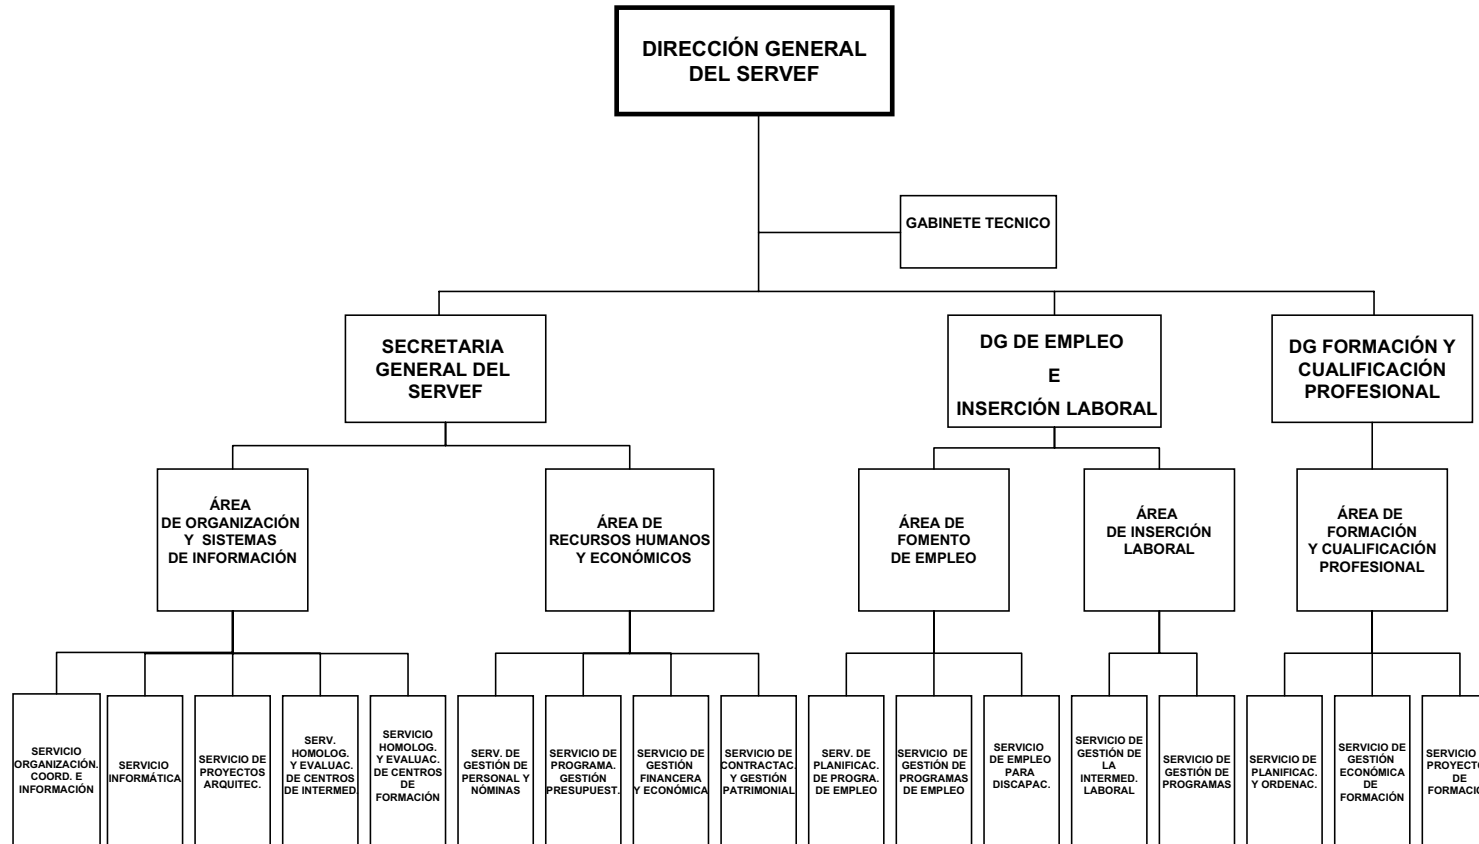 DIRECCIÓN GENERAL
DEL SERVEF
GABINETE TECNICO
SECRETARIA
GENERAL DEL
SERVEF
DG DE EMPLEO
E
INSERCIÓN LABORAL
DG FORMACIÓN Y
CUALIFICACIÓN
PROFESIONAL
ÁREA
DE ORGANIZACIÓN
Y SISTEMAS
DE INFORMACIÓN
ÁREA DE
RECURSOS HUMANOS
Y ECONÓMICOS
ÁREA DE
FOMENTO
DE EMPLEO
ÁREA
DE INSERCIÓN
LABORAL
ÁREA DE
FORMACIÓN
Y CUALIFICACIÓN
PROFESIONAL
SERVICIO
ORGANIZACIÓN.
COORD. E
INFORMACIÓN
SERVICIO
INFORMÁTICA
SERVICIO DE
PROYECTOS
ARQUITEC.
SERV.
HOMOLOG.
Y EVALUAC.
DE CENTROS
DE INTERMED.
SERVICIO
HOMOLOG.
Y EVALUAC.
DE CENTROS
DE
FORMACIÓN
SERV. DE
GESTIÓN DE
PERSONAL Y
NÓMINAS
SERVICIO DE
PROGRAMA.
GESTIÓN
PRESUPUEST.
SERVICIO DE
GESTIÓN
FINANCERA
Y ECONÓMICA
SERVICIO DE
CONTRACTAC.
Y GESTIÓN
PATRIMONIAL
SERV. DE
PLANIFICAC.
DE PROGRA.
DE EMPLEO
SERVICIO DE
GESTIÓN DE
PROGRAMAS
DE EMPLEO
SERVICIO
DE EMPLEO
PARA
DISCAPAC.
SERVICIO DE
GESTIÓN DE
LA
INTERMED.
LABORAL
SERVICIO DE
GESTIÓN DE
PROGRAMAS
SERVICIO DE
PLANIFICAC.
Y ORDENAC.
SERVICIO DE
GESTIÓN
ECONÓMICA
DE
FORMACIÓN
SERVICIO
PROYECTO
DE
FORMACIO